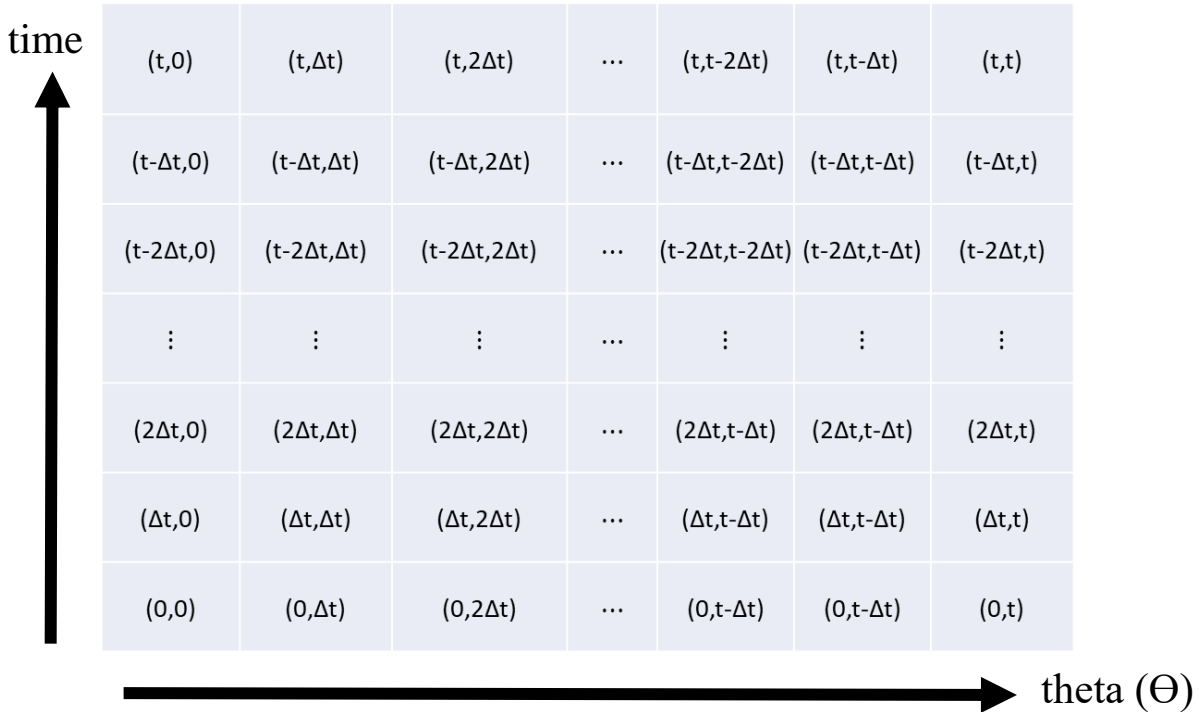 time
(t,0) (t,Δt) (t,2Δt) ... (t,t-2Δt) (t,t-Δt) (t,t)
(t-Δt,0) (t-Δt,Δt) (t-Δt,2Δt) ... (t-Δt,t-2Δt) (t-Δt,t-Δt) (t-Δt,t)
(t-2Δt,0) (t-2Δt,Δt) (t-2Δt,2Δt) ... (t-2Δt,t-2Δt) (t-2Δt,t-Δt) (t-2Δt,t)
⋮ ⋮ ⋮ ... ⋮ ⋮ ⋮
(2Δt,0) (2Δt,Δt) (2Δt,2Δt) ... (2Δt,t-Δt) (2Δt,t-Δt) (2Δt,t)
(Δt,0) (Δt,Δt) (Δt,2Δt) ... (Δt,t-Δt) (Δt,t-Δt) (Δt,t)
(0,0) (0,Δt) (0,2Δt) ... (0,t-Δt) (0,t-Δt) (0,t)
theta (Θ)